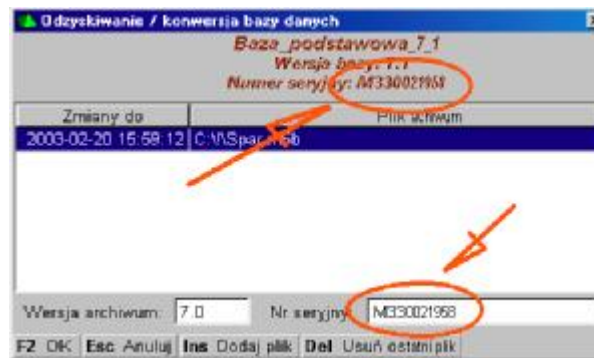 Odzyskiwanie / konwersja bazy danych
Baza_podstawowa_7_1
Wersja bazy: 7.1
Numer seryjny: M330021958
Zmiany do Plik
2003-02-20 15:58:12
Wersja archiwum: 7.0 Nr seryjny: M330021958
F2 OK Esc Anuluj Ins Dodaj plik Del Usuń ostatni plik